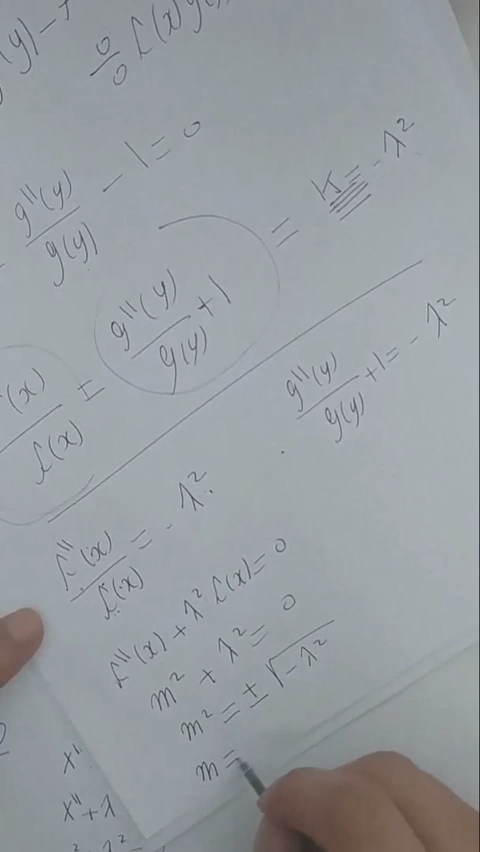 (y) -
0/0 f(x) g(
g''(y)/g(y) - 1 = 0
(x)/f(x) = g''(y)/g(y) + 1 = K = -λ²
f''(x)/f(x) = -λ².
g''(y)/g(y) + 1 = -λ²
f''(x) + λ² f(x) = 0
m² + λ² = 0
m² = ± √-λ²
m =
x''
x'' + λ